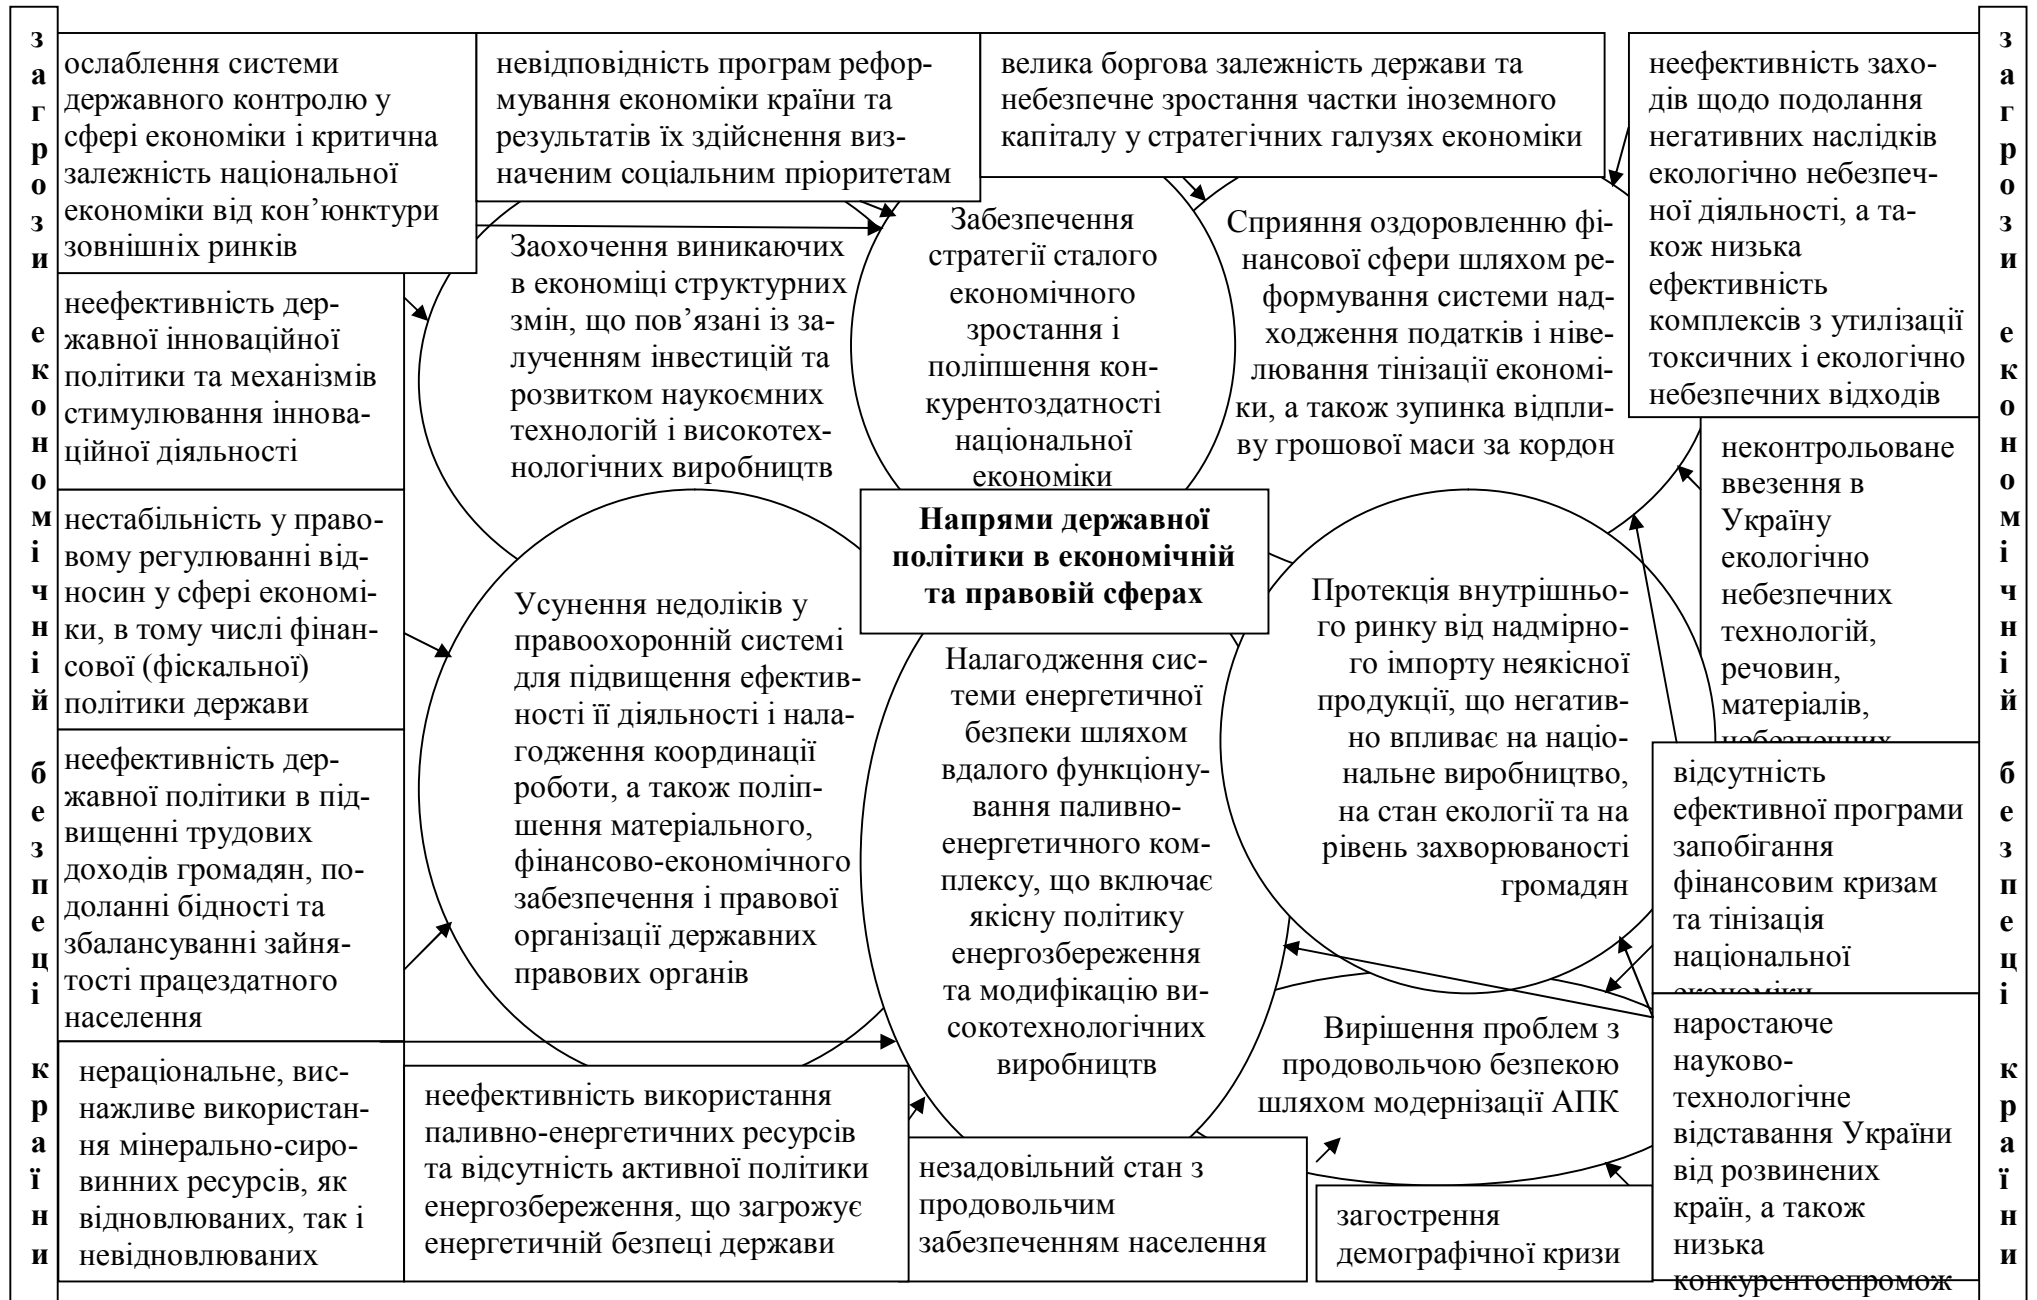 загрози економічній безпеці країни
ослаблення системи
державного контролю у
сфері економіки і критична
залежність національної
економіки від кон’юнктури
зовнішніх ринків
невідповідність програм рефор-
мування економіки країни та
результатів їх здійснення виз-
наченим соціальним пріоритетам
велика боргова залежність держави та
небезпечне зростання частки іноземного
капіталу у стратегічних галузях економіки
неефективність захо-
дів щодо подолання
негативних наслідків
екологічно небезпеч-
ної діяльності, а та-
кож низька
ефективність
комплексів з утилізації
токсичних і екологічно
небезпечних відходів
загрози економічній безпеці країни
неефективність дер-
жавної інноваційної
політики та механізмів
стимулювання іннова-
ційної діяльності
Заохочення виникаючих
в економіці структурних
змін, що пов’язані із за-
лученням інвестицій та
розвитком наукоємних
технологій і високотех-
нологічних виробництв
Забезпечення
стратегії сталого
економічного
зростання і
поліпшення кон-
курентоздатності
національної
економіки
Сприяння оздоровленню фі-
нансової сфери шляхом ре-
формування системи над-
ходження податків і ніве-
лювання тінізації економі-
ки, а також зупинка відпли-
ву грошової маси за кордон
неконтрольоване
ввезення в
Україну
екологічно
небезпечних
технологій,
речовин,
матеріалів,
небезпечних
нестабільність у право-
вому регулюванні від-
носин у сфері економі-
ки, в тому числі фінан-
сової (фіскальної)
політики держави
Напрями державної
політики в економічній
та правовій сферах
Усунення недоліків у
правоохоронній системі
для підвищення ефектив-
ності її діяльності і нала-
годження координації
роботи, а також поліп-
шення матеріального,
фінансово-економічного
забезпечення і правової
організації державних
правових органів
Налагодження сис-
теми енергетичної
безпеки шляхом
вдалого функціону-
вання паливно-
енергетичного ком-
плексу, що включає
якісну політику
енергозбереження
та модифікацію ви-
сокотехнологічних
виробництв
Протекція внутрішньо-
го ринку від надмірно-
го імпорту неякісної
продукції, що негатив-
но впливає на націо-
нальне виробництво,
на стан екології та на
рівень захворюваності
громадян
неефективність дер-
жавної політики в під-
вищенні трудових
доходів громадян, по-
доланні бідності та
збалансуванні зайня-
тості працездатного
населення
відсутність
ефективної програми
запобігання
фінансовим кризам
та тінізація
національної
економіки
Вирішення проблем з
продовольчою безпекою
шляхом модернізації АПК
нераціональне, вис-
нажливе використан-
ня мінерально-сиро-
винних ресурсів, як
відновлюваних, так і
невідновлюваних
неефективність використання
паливно-енергетичних ресурсів
та відсутність активної політики
енергозбереження, що загрожує
енергетичній безпеці держави
незадовільний стан з
продовольчим
забезпеченням населення
загострення
демографічної кризи
наростаюче
науково-
технологічне
відставання України
від розвинених
країн, а також
низька
конкурентоспромож